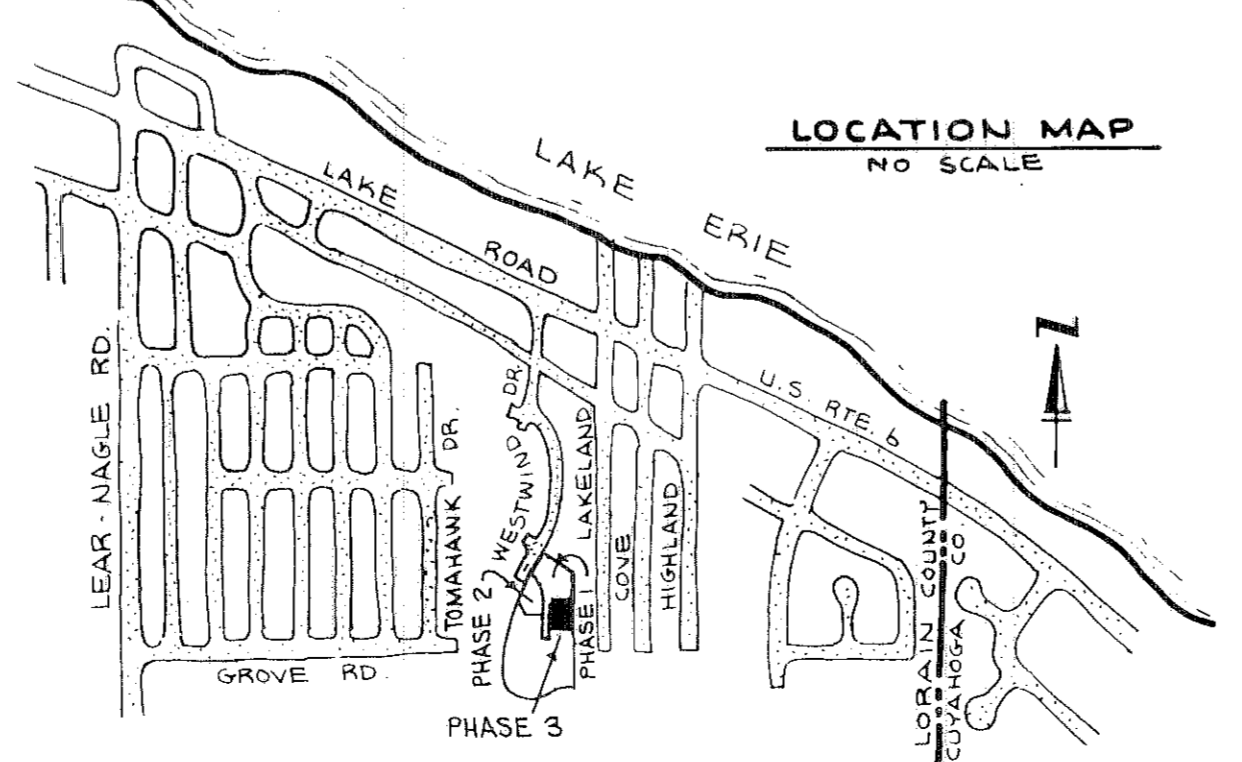 LOCATION MAP
NO SCALE
LAKE ERIE
LAKE ROAD
N
U.S. RTE. 6
LEAR-NAGLE RD.
TOMAHAWK DR.
WESTWIND DR.
LAKELAND
COVE
HIGHLAND
PHASE 2
PHASE 1
PHASE 3
GROVE RD.
LORAIN COUNTY
CUYAHOGA CO